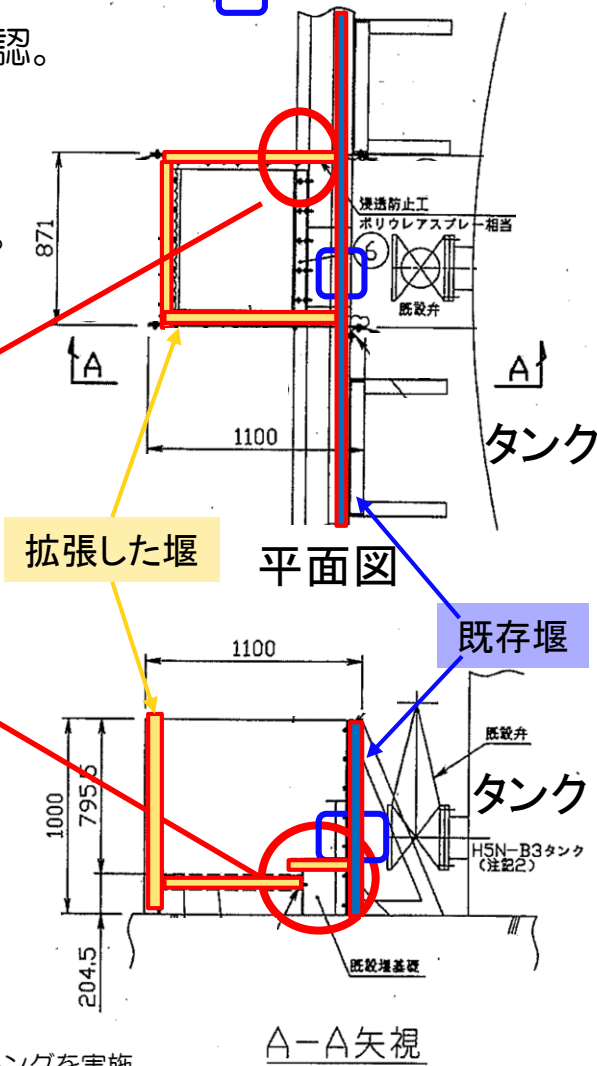 認。
浸透防止工
ポリウレアスプレー相当
871
⑥
既設弁
A
A
1100
タンク
拡張した堰
平面図
既存堰
1100
既設弁
タンク
1000
795.5
H5N-B3タンク
(注記2)
204.5
既設堰基礎
A-A矢視
ングを実施